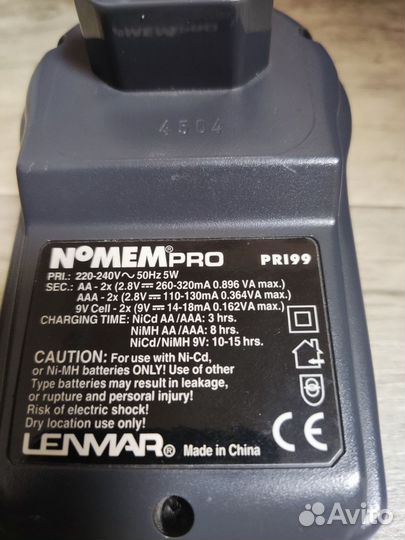 4504
NoMEM PRO PRI99
PRI.: 220-240V ~ 50Hz 5W
SEC.: AA - 2x (2.8V ⎓ 260-320mA 0.896 VA max.)
AAA - 2x (2.8V ⎓ 110-130mA 0.364VA max.)
9V Cell - 2x (9V ⎓ 14-18mA 0.162VA max.)
CHARGING TIME: NiCd AA/AAA: 3 hrs.
NiMH AA/AAA: 8 hrs.
NiCd/NiMH 9V: 10-15 hrs.
CAUTION: For use with Ni-Cd,
or Ni-MH batteries ONLY! Use of other
Type batteries may result in leakage,
or rupture and personal injury!
Risk of electric shock!
Dry location use only!
LENMAR® Made in China
CE
Avito